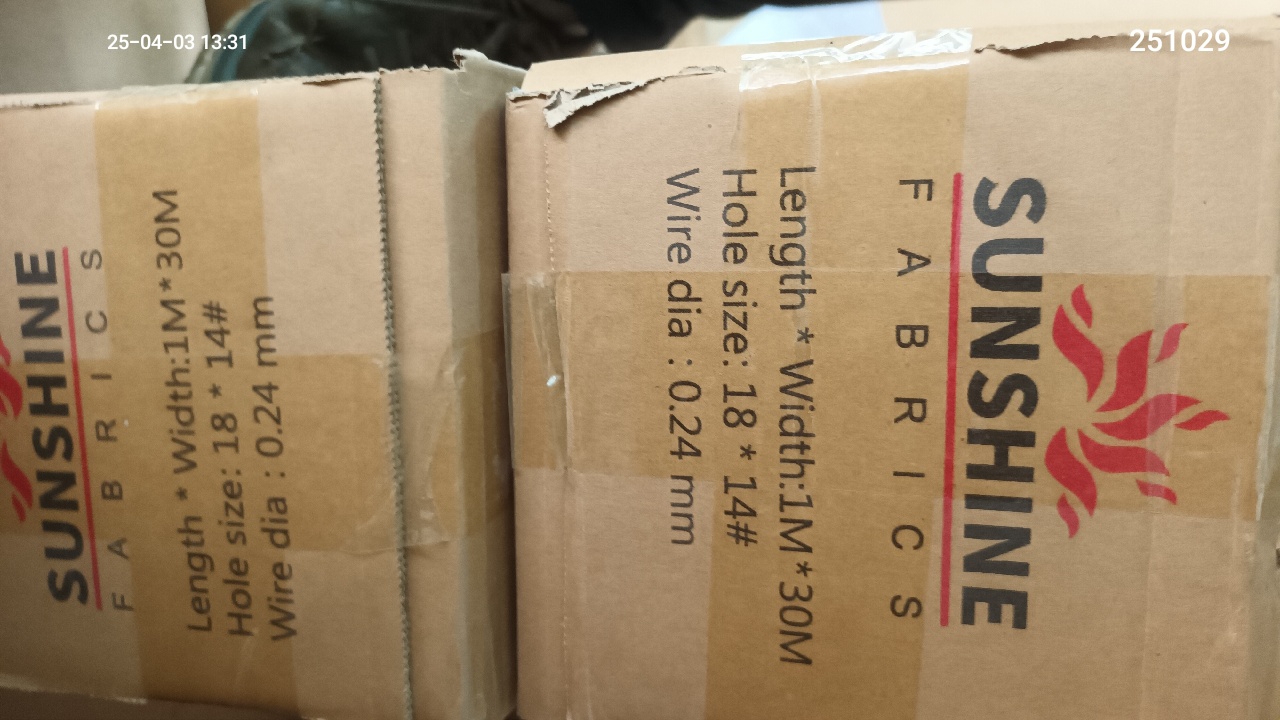 25-04-03 13:31
251029
SUNSHINE
FABRICS
Length * Width:1M*30M
Hole size: 18 * 14#
Wire dia : 0.24 mm
SUNSHINE
FABRICS
Length * Width:1M*30M
Hole size: 18 * 14#
Wire dia : 0.24 mm